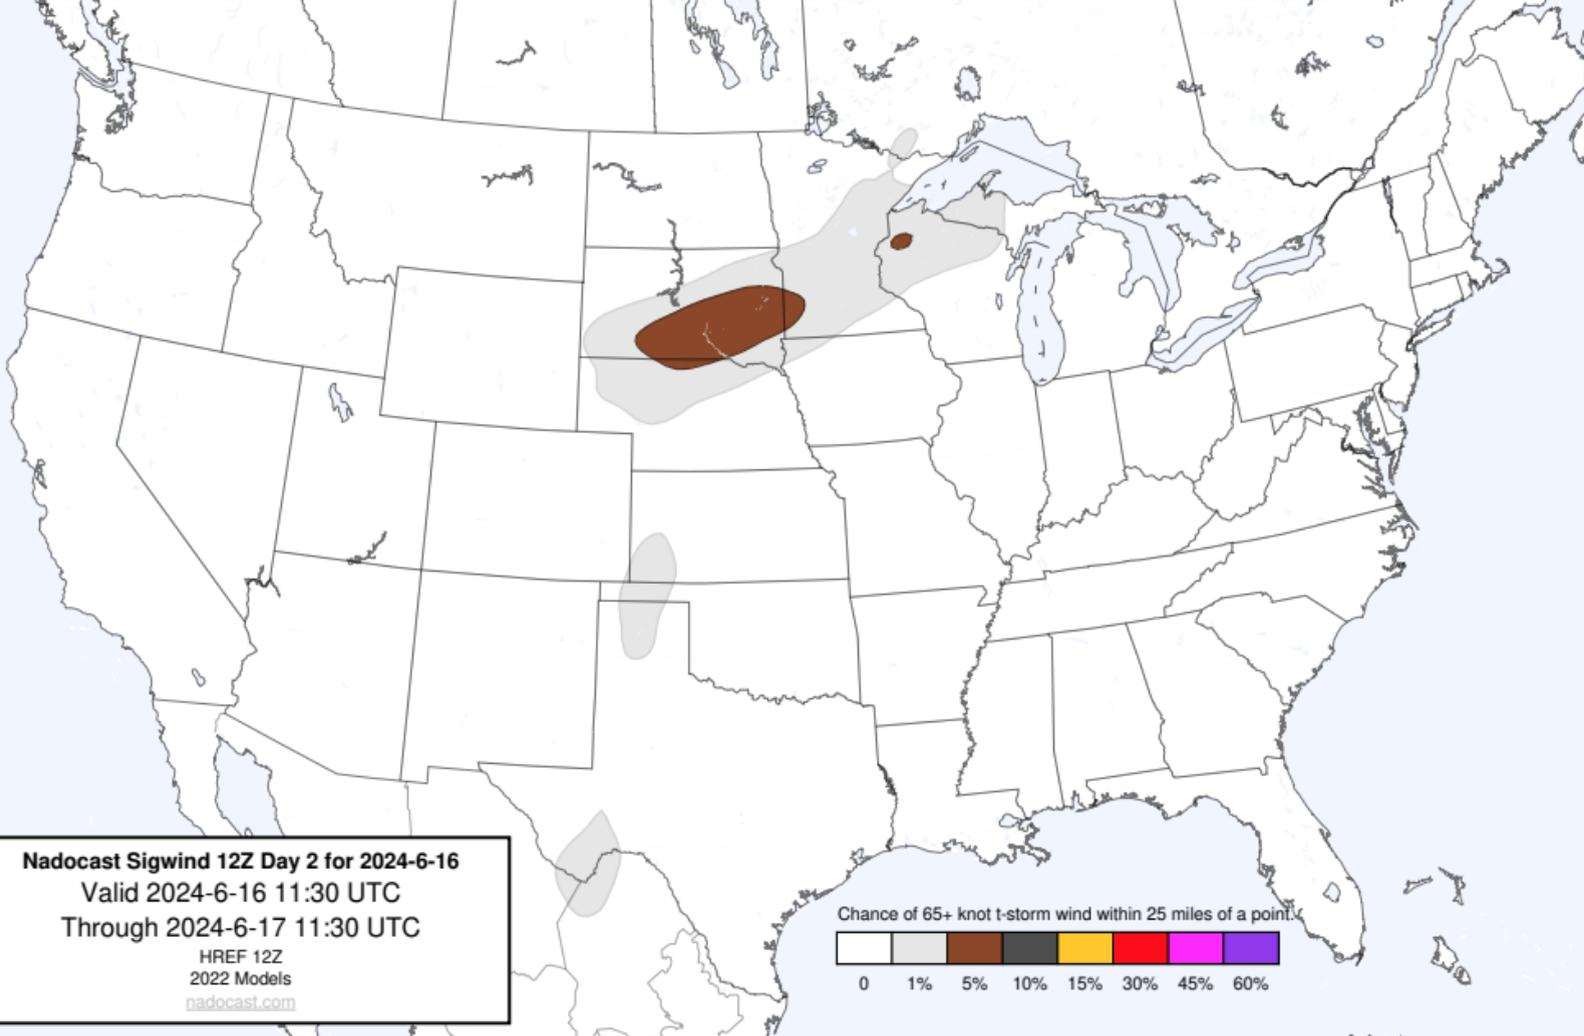 Nadocast Sigwind 12Z Day 2 for 2024-6-16
Valid 2024-6-16 11:30 UTC
Through 2024-6-17 11:30 UTC
HREF 12Z
2022 Models
nadocast.com
Chance of 65+ knot t-storm wind within 25 miles of a point.
0 1% 5% 10% 15% 30% 45% 60%